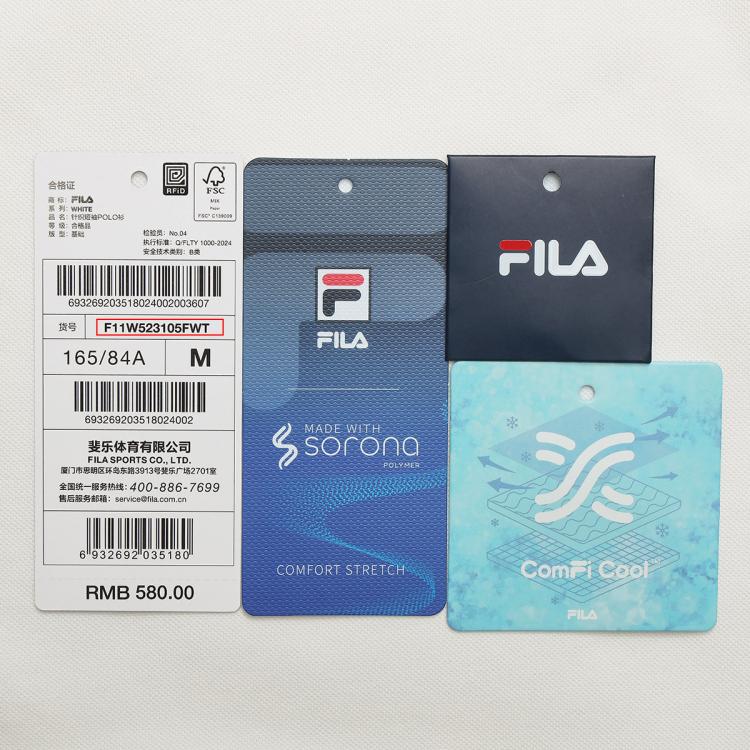 合格证
RFiD
FSC
MIX
Paper
FSC® C139009
商 标: FILA
系 列: WHITE
品 名: 针织短袖POLO衫
等 级: 合格品
版 型: 基础
检验员: No.04
执行标准: Q/FLTY 1000-2024
安全技术类别: B类
693269203518024002003607
货号 F11W523105FWT
165/84A M
693269203518024002
斐乐体育有限公司
FILA SPORTS CO., LTD.
厦门市思明区环岛东路3913号斐乐广场2701室
全国统一服务热线: 400-886-7699
售后服务邮箱: service@fila.com.cn
6 932692 035180
RMB 580.00
FILA
MADE WITH
sorona
POLYMER
COMFORT STRETCH
FILA
ComFi Cool
FILA